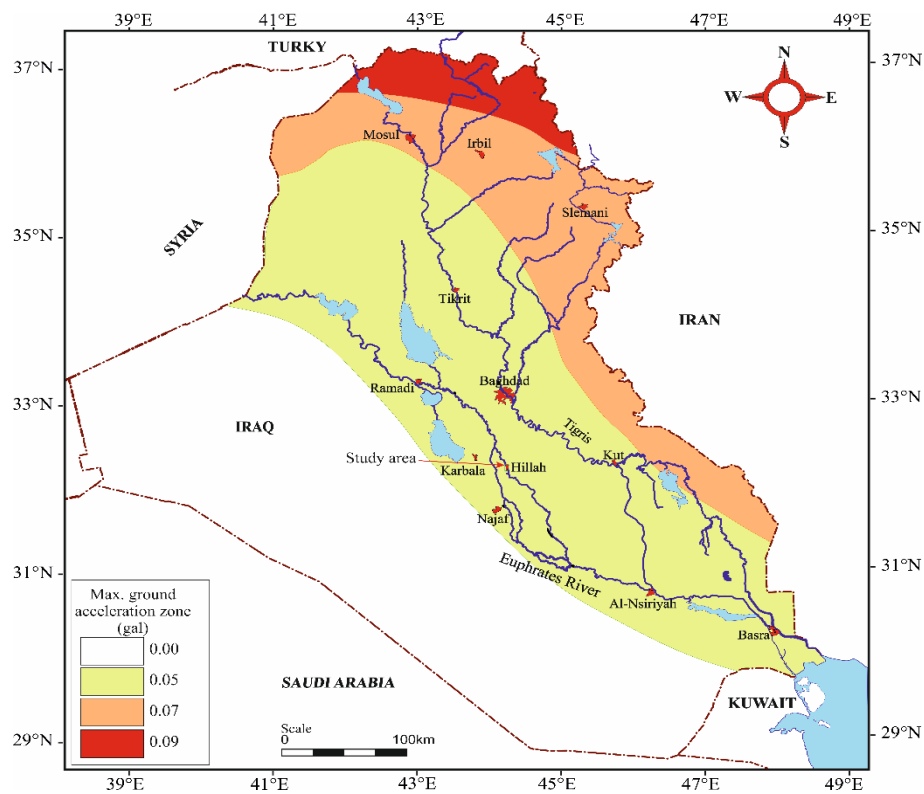 39°E 41°E 43°E 45°E 47°E 49°E
TURKY
37°N 37°N
N
W E
S
Mosul
Irbil
Slemani
SYRIA
35°N 35°N
Tikrit
IRAN
Baghdad
Ramadi
33°N 33°N
Tigris
IRAQ
Kut
Study area
Karbala
Hillah
Najaf
31°N 31°N
Euphrates River
Al-Nsiriyah
Basra
Max. ground
acceleration zone
(gal)
0.00
0.05
0.07
0.09
SAUDI ARABIA
KUWAIT
Scale
0 100km
29°N 29°N
39°E 41°E 43°E 45°E 47°E 49°E